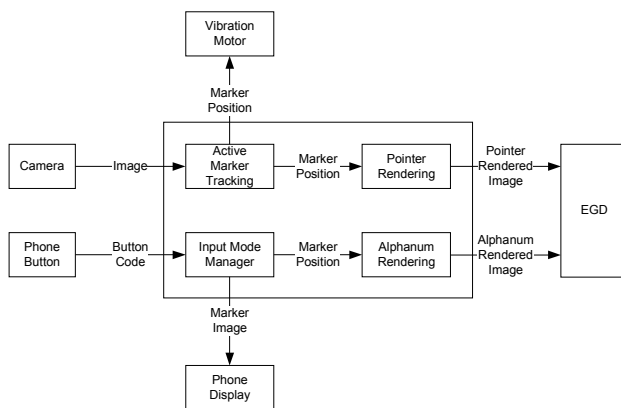 Vibration
Motor
Marker
Position
Camera
Image
Active
Marker
Tracking
Marker
Position
Pointer
Rendering
Pointer
Rendered
Image
EGD
Phone
Button
Button
Code
Input Mode
Manager
Marker
Position
Alphanum
Rendering
Alphanum
Rendered
Image
Marker
Image
Phone
Display